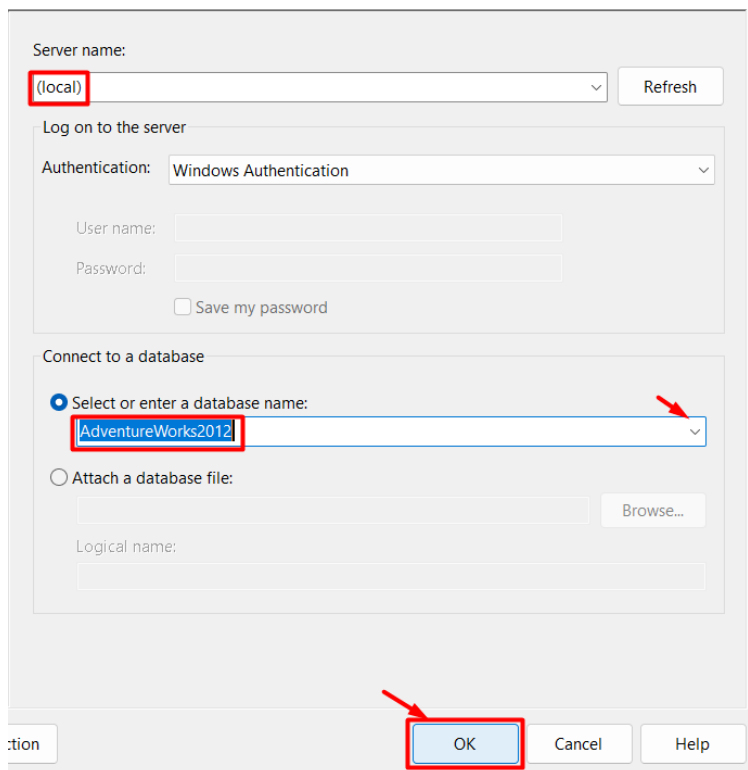 Server name:
(local)
Refresh
Log on to the server
Authentication:
Windows Authentication
User name:
Password:
Save my password
Connect to a database
Select or enter a database name:
AdventureWorks2012
Attach a database file:
Browse...
Logical name:
ction
OK
Cancel
Help